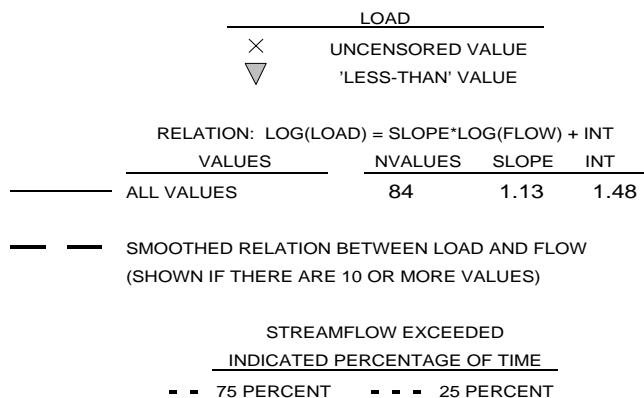 LOAD
UNCENSORED VALUE
'LESS-THAN' VALUE
RELATION: LOG(LOAD) = SLOPE*LOG(FLOW) + INT
VALUES NVALUES SLOPE INT
ALL VALUES 84 1.13 1.48
SMOOTHED RELATION BETWEEN LOAD AND FLOW
(SHOWN IF THERE ARE 10 OR MORE VALUES)
STREAMFLOW EXCEEDED
INDICATED PERCENTAGE OF TIME
75 PERCENT 25 PERCENT